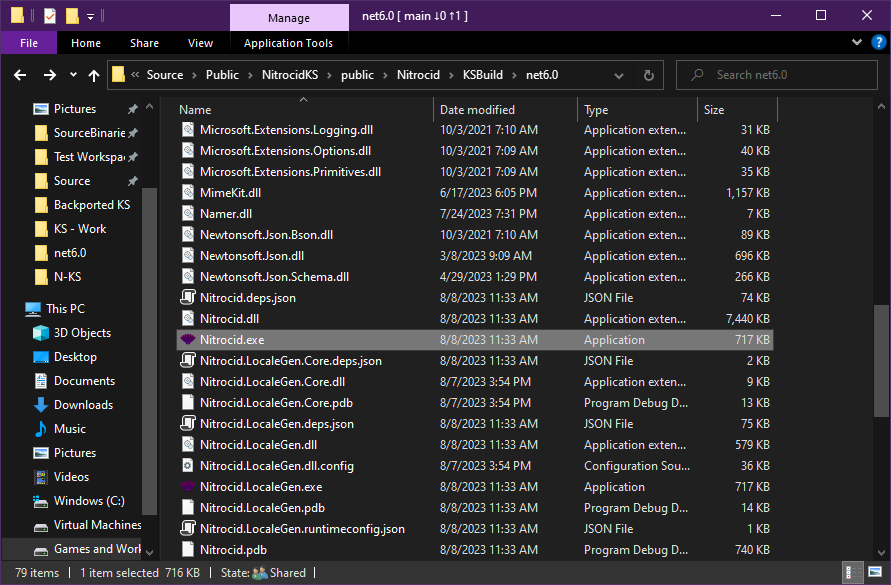 Manage
net6.0 [ main ↓0 ↑1 ]
File Home Share View Application Tools
« Source › Public › NitrocidKS › public › Nitrocid › KSBuild › net6.0
Search net6.0
Pictures
SourceBinarie
Test Workspa
Source
Backported KS
KS - Work
net6.0
N-KS
This PC
3D Objects
Desktop
Documents
Downloads
Music
Pictures
Videos
Windows (C:)
Virtual Machines
Games and Work
Name Date modified Type Size
Microsoft.Extensions.Logging.dll 10/3/2021 7:10 AM Application exten... 31 KB
Microsoft.Extensions.Options.dll 10/3/2021 7:09 AM Application exten... 40 KB
Microsoft.Extensions.Primitives.dll 10/3/2021 7:09 AM Application exten... 35 KB
MimeKit.dll 6/17/2023 6:05 PM Application exten... 1,157 KB
Namer.dll 7/24/2023 7:31 PM Application exten... 7 KB
Newtonsoft.Json.Bson.dll 10/3/2021 7:10 AM Application exten... 89 KB
Newtonsoft.Json.dll 3/8/2023 9:09 AM Application exten... 696 KB
Newtonsoft.Json.Schema.dll 4/29/2023 1:29 PM Application exten... 266 KB
Nitrocid.deps.json 8/8/2023 11:33 AM JSON File 74 KB
Nitrocid.dll 8/8/2023 11:33 AM Application exten... 7,440 KB
Nitrocid.exe 8/8/2023 11:33 AM Application 717 KB
Nitrocid.LocaleGen.Core.deps.json 8/8/2023 11:33 AM JSON File 2 KB
Nitrocid.LocaleGen.Core.dll 8/7/2023 3:54 PM Application exten... 9 KB
Nitrocid.LocaleGen.Core.pdb 8/7/2023 3:54 PM Program Debug D... 13 KB
Nitrocid.LocaleGen.deps.json 8/8/2023 11:33 AM JSON File 75 KB
Nitrocid.LocaleGen.dll 8/8/2023 11:33 AM Application exten... 579 KB
Nitrocid.LocaleGen.dll.config 8/7/2023 3:54 PM Configuration Sou... 36 KB
Nitrocid.LocaleGen.exe 8/8/2023 11:33 AM Application 717 KB
Nitrocid.LocaleGen.pdb 8/8/2023 11:33 AM Program Debug D... 14 KB
Nitrocid.LocaleGen.runtimeconfig.json 8/8/2023 11:33 AM JSON File 1 KB
Nitrocid.pdb 8/8/2023 11:33 AM Program Debug D... 740 KB
79 items 1 item selected 716 KB State: Shared